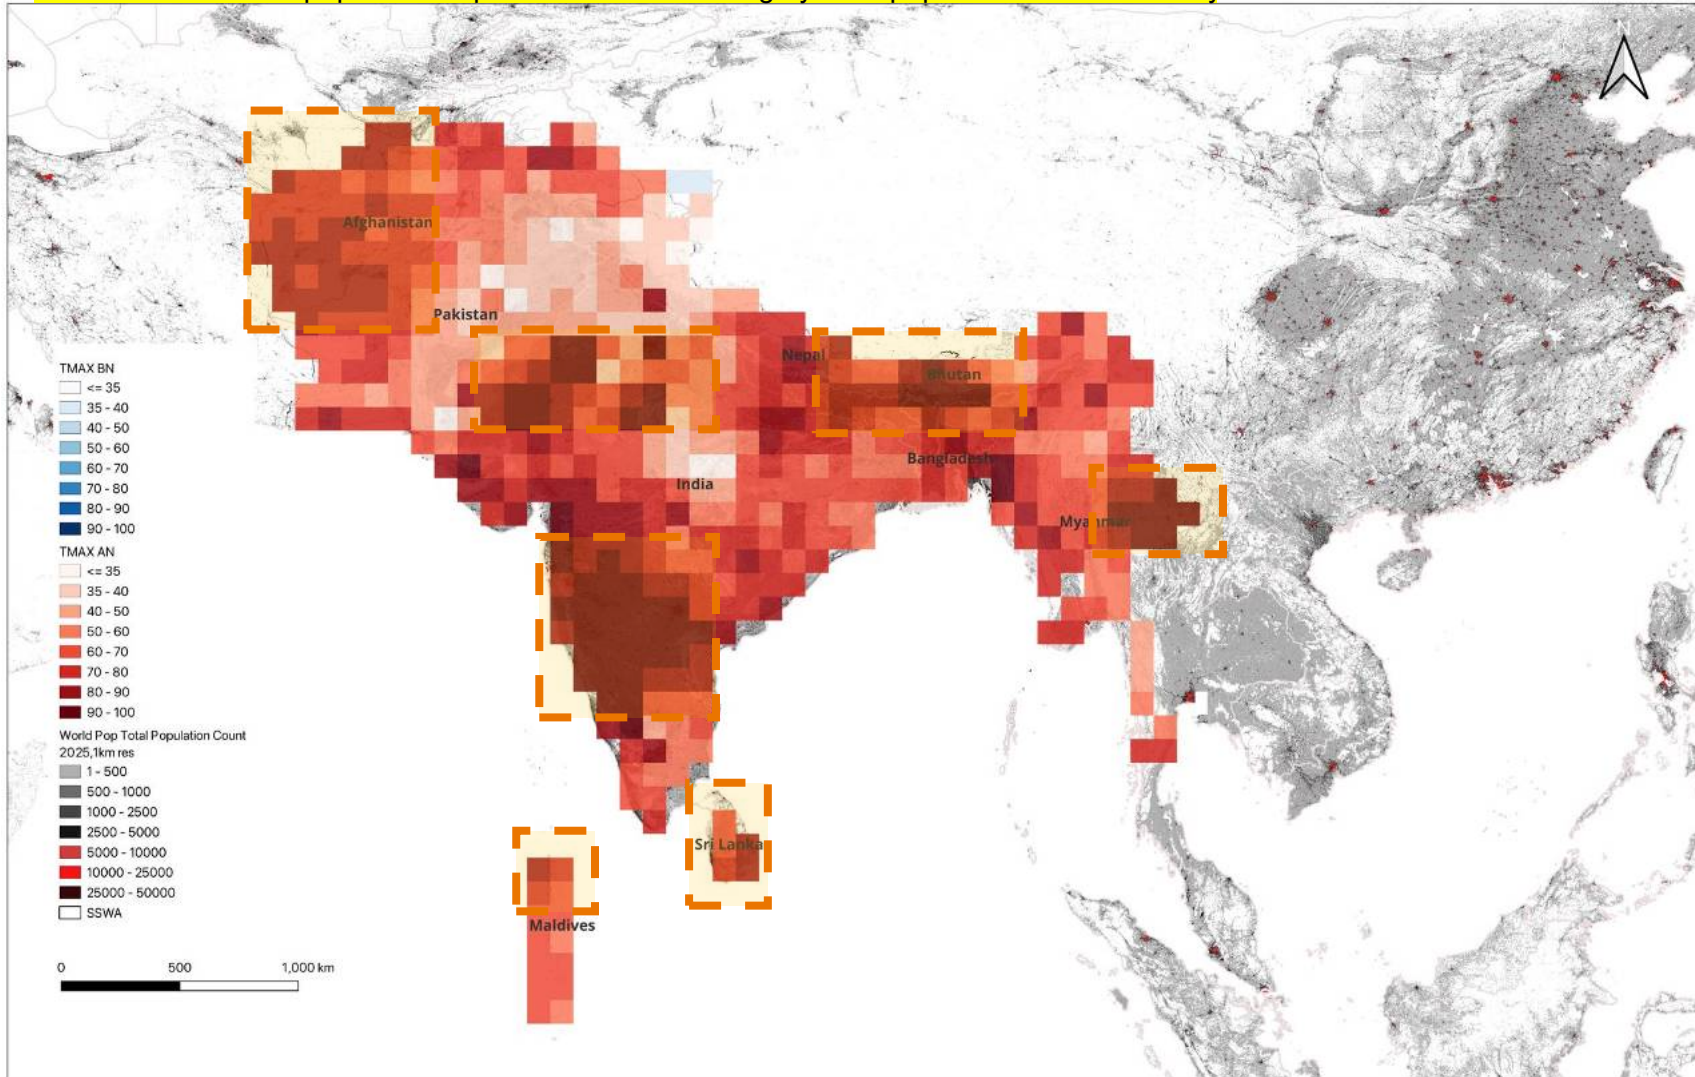 N
Afghanistan
Pakistan
Nepal
Bhutan
Bangladesh
India
Myanmar
Sri Lanka
Maldives
TMAX BN
<= 35
35 - 40
40 - 50
50 - 60
60 - 70
70 - 80
80 - 90
90 - 100
TMAX AN
<= 35
35 - 40
40 - 50
50 - 60
60 - 70
70 - 80
80 - 90
90 - 100
World Pop Total Population Count
2025,1km res
1 - 500
500 - 1000
1000 - 2500
2500 - 5000
5000 - 10000
10000 - 25000
25000 - 50000
SSWA
0 500 1,000 km